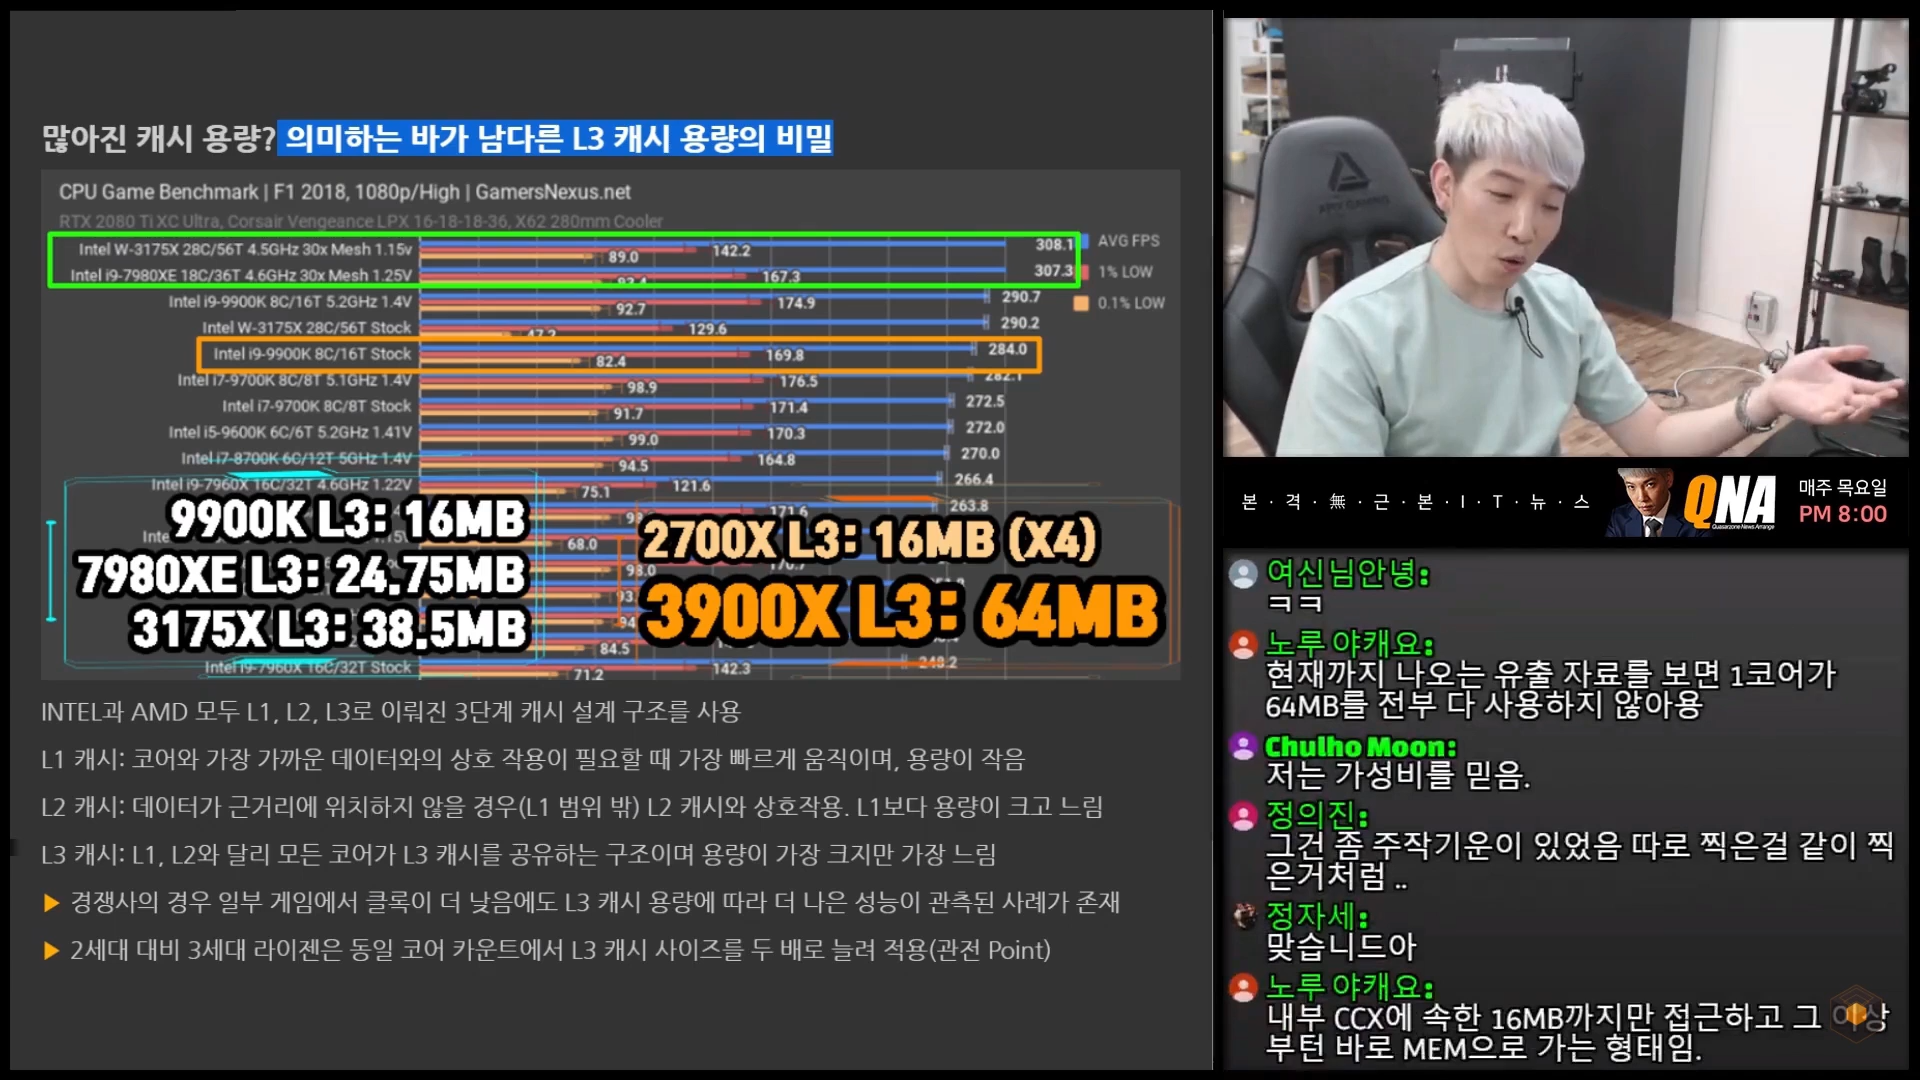 많아진 캐시 용량? 의미하는 바가 남다른 L3 캐시 용량의 비밀
CPU Game Benchmark | F1 2018, 1080p/High | GamersNexus.net
RTX 2080 Ti XC Ultra, Corsair Vengeance LPX 16-18-18-36, X62 280mm Cooler
AVG FPS
1% LOW
0.1% LOW
Intel W-3175X 28C/56T 4.5GHz 30x Mesh 1.15v 89.0 142.2 308.1
Intel i9-7980XE 18C/36T 4.6GHz 30x Mesh 1.25V 167.3 307.3
Intel i9-9900K 8C/16T 5.2GHz 1.4V 92.7 174.9 290.7
Intel W-3175X 28C/56T Stock 47.2 129.6 290.2
Intel i9-9900K 8C/16T Stock 82.4 169.8 284.0
Intel i7-9700K 8C/8T 5.1GHz 1.4V 98.9 176.5 282.1
Intel i7-9700K 8C/8T Stock 91.7 171.4 272.5
Intel i5-9600K 6C/6T 5.2GHz 1.41V 99.0 170.3 272.0
Intel i7-8700K 6C/12T 5GHz 1.4V 94.5 164.8 270.0
Intel i9-7960X 16C/32T 4.6GHz 1.22V 75.1 121.6 266.4
171.6 263.8
68.0
98.0
84.5
Intel i9-7960X 16C/32T Stock 71.2 142.3 248.2
9900K L3: 16MB
7980XE L3: 24.75MB
3175X L3: 38.5MB
2700X L3: 16MB (X4)
3900X L3: 64MB
INTEL과 AMD 모두 L1, L2, L3로 이뤄진 3단계 캐시 설계 구조를 사용
L1 캐시: 코어와 가장 가까운 데이터와의 상호 작용이 필요할 때 가장 빠르게 움직이며, 용량이 작음
L2 캐시: 데이터가 근거리에 위치하지 않을 경우(L1 범위 밖) L2 캐시와 상호작용. L1보다 용량이 크고 느림
L3 캐시: L1, L2와 달리 모든 코어가 L3 캐시를 공유하는 구조이며 용량이 가장 크지만 가장 느림
▶ 경쟁사의 경우 일부 게임에서 클록이 더 낮음에도 L3 캐시 용량에 따라 더 나은 성능이 관측된 사례가 존재
▶ 2세대 대비 3세대 라이젠은 동일 코어 카운트에서 L3 캐시 사이즈를 두 배로 늘려 적용(관전 Point)
본·격·無·근·본·I·T·뉴·스
QNA
Quasarzone News Arrange
매주 목요일
PM 8:00
여신님안녕:
ㅋㅋ
노루 야캐요:
현재까지 나오는 유출 자료를 보면 1코어가
64MB를 전부 다 사용하지 않아용
Chulho Moon:
저는 가성비를 믿음.
정의진:
그건 좀 주작기운이 있었음 따로 찍은걸 같이 찍
은거처럼 ..
정자세:
맞습니드아
노루 야캐요:
내부 CCX에 속한 16MB까지만 접근하고 그 이상
부턴 바로 MEM으로 가는 형태임.